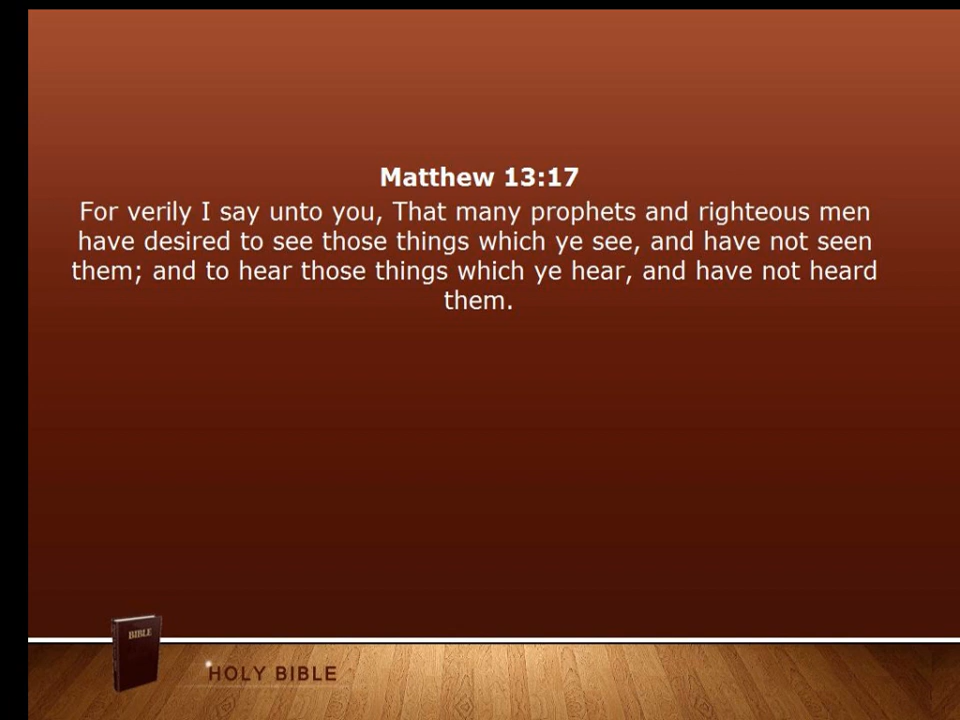 Matthew 13:17
For verily I say unto you, That many prophets and righteous men
have desired to see those things which ye see, and have not seen
them; and to hear those things which ye hear, and have not heard
them.
BIBLE
HOLY BIBLE